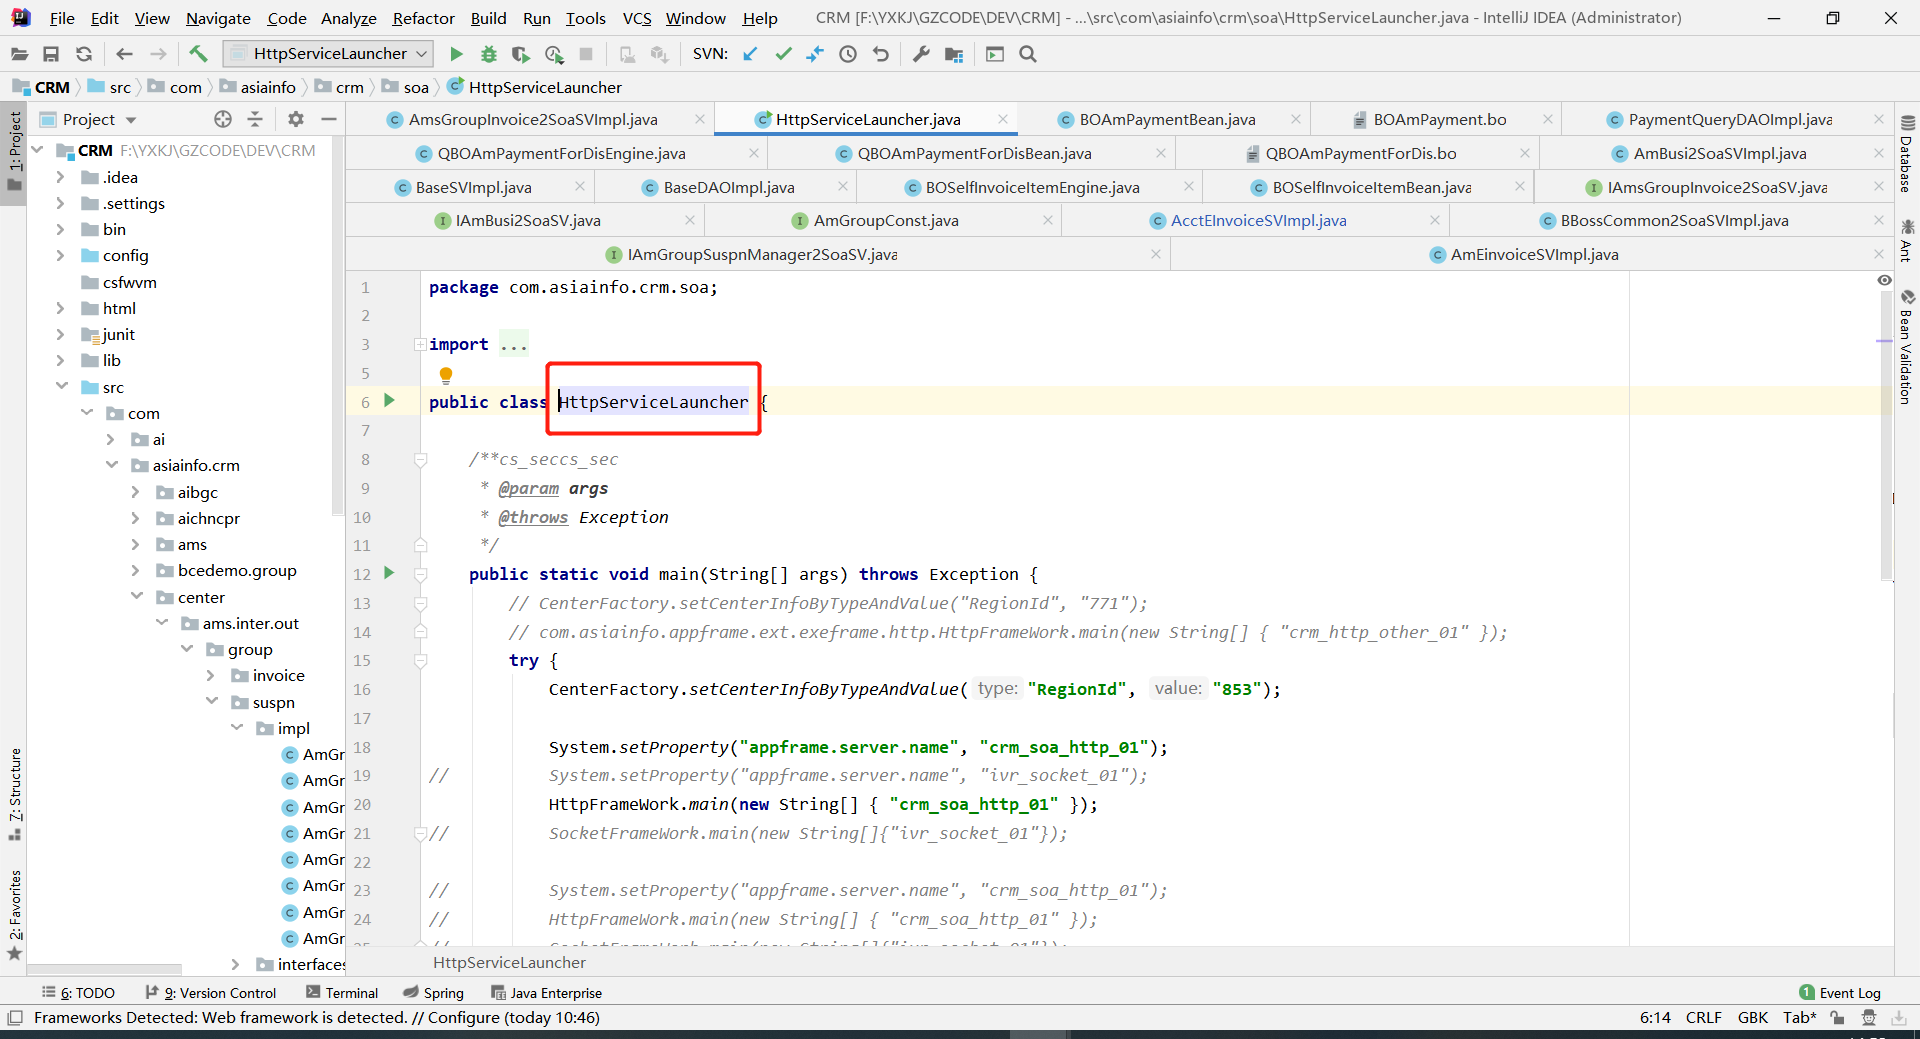 File Edit View Navigate Code Analyze Refactor Build Run Tools VCS Window Help CRM [F:\YXKJ\GZCODE\DEV\CRM] - ...\src\com\asiainfo\crm\soa\HttpServiceLauncher.java - IntelliJ IDEA (Administrator)
HttpServiceLauncher SVN:
CRM src com asiainfo crm soa HttpServiceLauncher
Project
AmsGroupInvoice2SoaSVImpl.java HttpServiceLauncher.java BOAmPaymentBean.java BOAmPayment.bo PaymentQueryDAOImpl.java
QBOAmPaymentForDisEngine.java QBOAmPaymentForDisBean.java QBOAmPaymentForDis.bo AmBusi2SoaSVImpl.java
BaseSVImpl.java BaseDAOImpl.java BOSelfInvoiceItemEngine.java BOSelfInvoiceItemBean.java IAmsGroupInvoice2SoaSV.java
IAmBusi2SoaSV.java AmGroupConst.java AcctEInvoiceSVImpl.java BBossCommon2SoaSVImpl.java
IAmGroupSuspnManager2SoaSV.java AmEinvoiceSVImpl.java
1: Project
7: Structure
2: Favorites
CRM F:\YXKJ\GZCODE\DEV\CRM
.idea
.settings
bin
config
csfwvm
html
junit
lib
src
com
ai
asiainfo.crm
aibgc
aichncpr
ams
bcedemo.group
center
ams.inter.out
group
invoice
suspn
impl
AmGr
AmGr
AmGr
AmGr
AmGr
AmGr
AmGr
AmGr
interfaces
1 package com.asiainfo.crm.soa;
2
3 import ...
5
6 public class HttpServiceLauncher {
7
8 /**cs_seccs_sec
9 * @param args
10 * @throws Exception
11 */
12 public static void main(String[] args) throws Exception {
13 // CenterFactory.setCenterInfoByTypeAndValue("RegionId", "771");
14 // com.asiainfo.appframe.ext.exeframe.http.HttpFrameWork.main(new String[] { "crm_http_other_01" });
15 try {
16 CenterFactory.setCenterInfoByTypeAndValue( type: "RegionId", value: "853");
17
18 System.setProperty("appframe.server.name", "crm_soa_http_01");
19 // System.setProperty("appframe.server.name", "ivr_socket_01");
20 HttpFrameWork.main(new String[] { "crm_soa_http_01" });
21 // SocketFrameWork.main(new String[]{"ivr_socket_01"});
22
23 // System.setProperty("appframe.server.name", "crm_soa_http_01");
24 // HttpFrameWork.main(new String[] { "crm_soa_http_01" });
25 // SocketFrameWork.main(new String[]{"ivr_socket_01"});
HttpServiceLauncher
Database
Ant
Bean Validation
6: TODO 9: Version Control Terminal Spring Java Enterprise 1 Event Log
Frameworks Detected: Web framework is detected. // Configure (today 10:46) 6:14 CRLF GBK Tab*